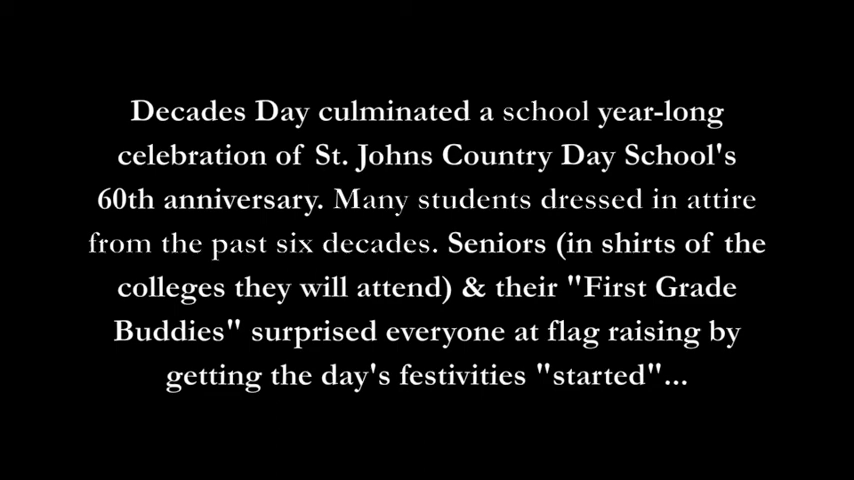 Decades Day culminated a school year-long
celebration of St. Johns Country Day School's
60th anniversary. Many students dressed in attire
from the past six decades. Seniors (in shirts of the
colleges they will attend) & their "First Grade
Buddies" surprised everyone at flag raising by
getting the day's festivities "started"...